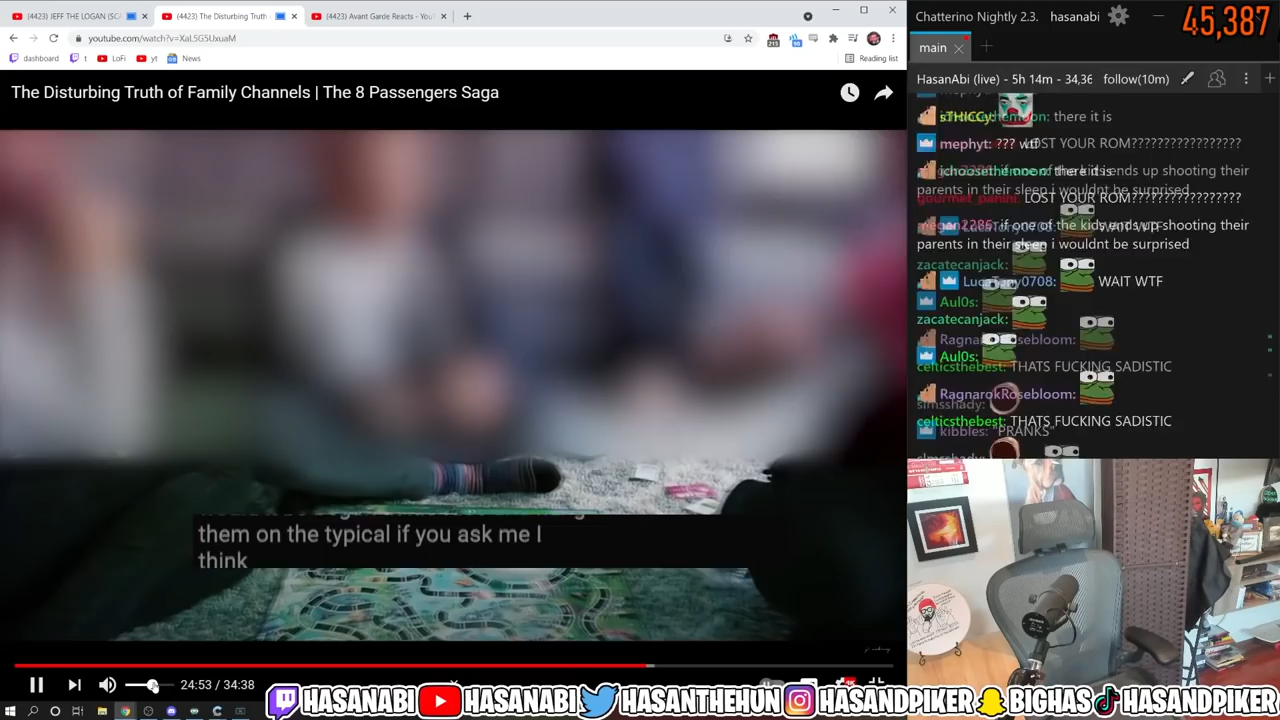 (4423) JEFF THE LOGAN (SC
(4423) The Disturbing Truth
(4423) Avant Garde Reacts - You
youtube.com/watch?v=XaL5G5UxuaM
dashboard
t
LoFi
yt
News
Reading list
The Disturbing Truth of Family Channels | The 8 Passengers Saga
them on the typical if you ask me I
think
24:53 / 34:38
Chatterino Nightly 2.3.
hasanabi
45,387
main
HasanAbi (live) - 5h 14m - 34,36
follow(10m)
sTHICCy:
there it is
mephyt: ??? wtf
LOST YOUR ROM?????????????????
ichoosethemoon: there it is
parents in their sleep i wouldnt be surprised
gourmet_panini: LOST YOUR ROM?????????????????
megan2286: if one of the kids ends up shooting their
parents in their sleep i wouldnt be surprised
zacatecanjack:
LucaTony0708: WAIT WTF
Aul0s:
zacatecanjack:
Aul0s:
celticsthebest: THATS FUCKING SADISTIC
RagnarokRosebloom:
slmsshady:
celticsthebest: THATS FUCKING SADISTIC
kibbles: "PRANKS"
HASANABI
HASANABI
HASANTHEHUN
HASANDPIKER
BIGHAS
HASANDPIKER